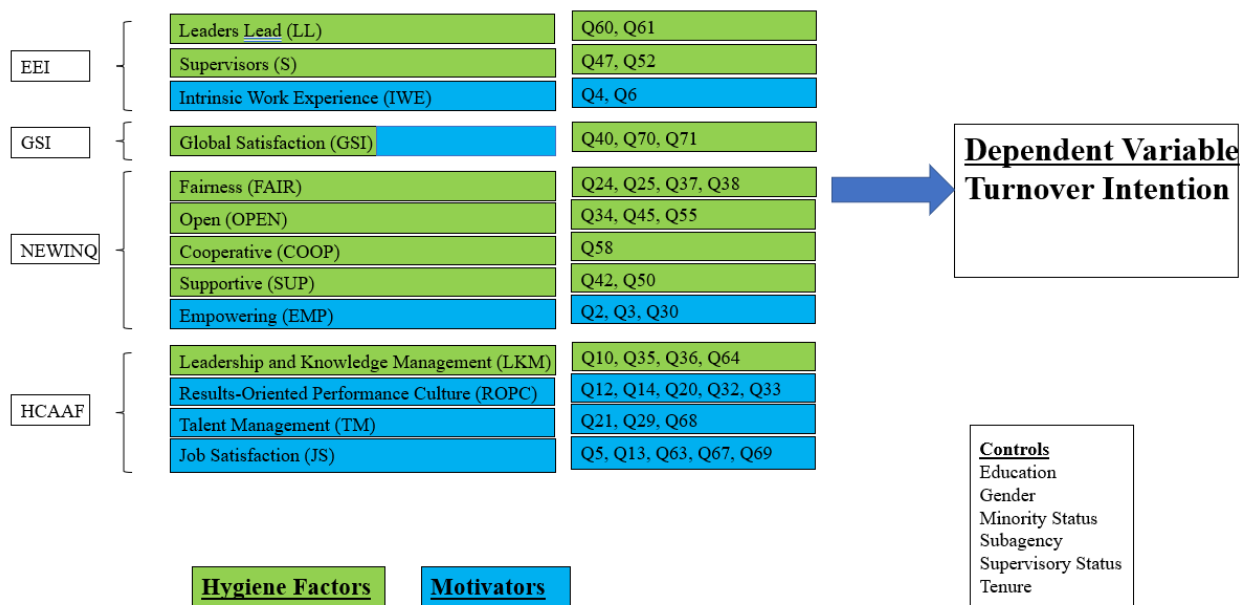 EEI
Leaders Lead (LL)
Q60, Q61
Supervisors (S)
Q47, Q52
Intrinsic Work Experience (IWE)
Q4, Q6
GSI
Global Satisfaction (GSI)
Q40, Q70, Q71
NEWINQ
Fairness (FAIR)
Q24, Q25, Q37, Q38
Open (OPEN)
Q34, Q45, Q55
Cooperative (COOP)
Q58
Supportive (SUP)
Q42, Q50
Empowering (EMP)
Q2, Q3, Q30
HCAAF
Leadership and Knowledge Management (LKM)
Q10, Q35, Q36, Q64
Results-Oriented Performance Culture (ROPC)
Q12, Q14, Q20, Q32, Q33
Talent Management (TM)
Q21, Q29, Q68
Job Satisfaction (JS)
Q5, Q13, Q63, Q67, Q69
Dependent Variable
Turnover Intention
Controls
Education
Gender
Minority Status
Subagency
Supervisory Status
Tenure
Hygiene Factors
Motivators